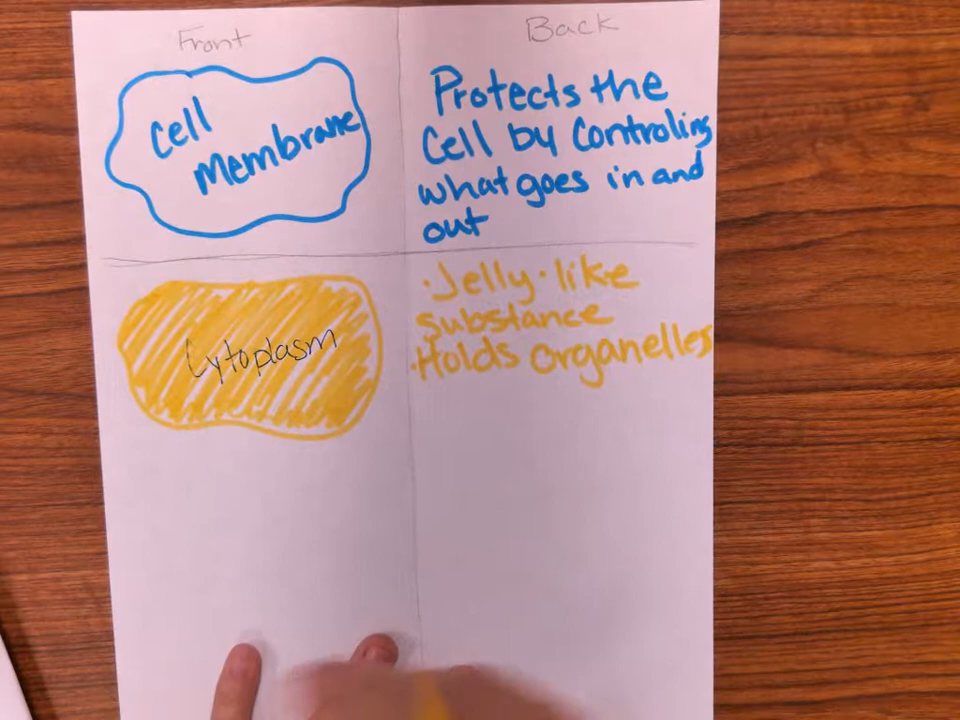 Front
Back
Cell
Membrane
Protects the
Cell by Controling
what goes in and
out
Cytoplasm
·Jelly·like
substance
·Holds Organelles